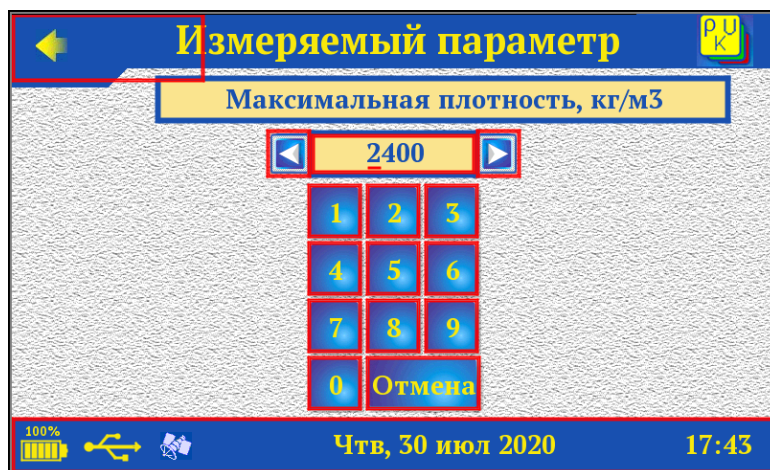 Измеряемый параметр
РИК
Максимальная плотность, кг/м3
2400
1 2 3
4 5 6
7 8 9
0 Отмена
100%
Чтв, 30 июл 2020 17:43